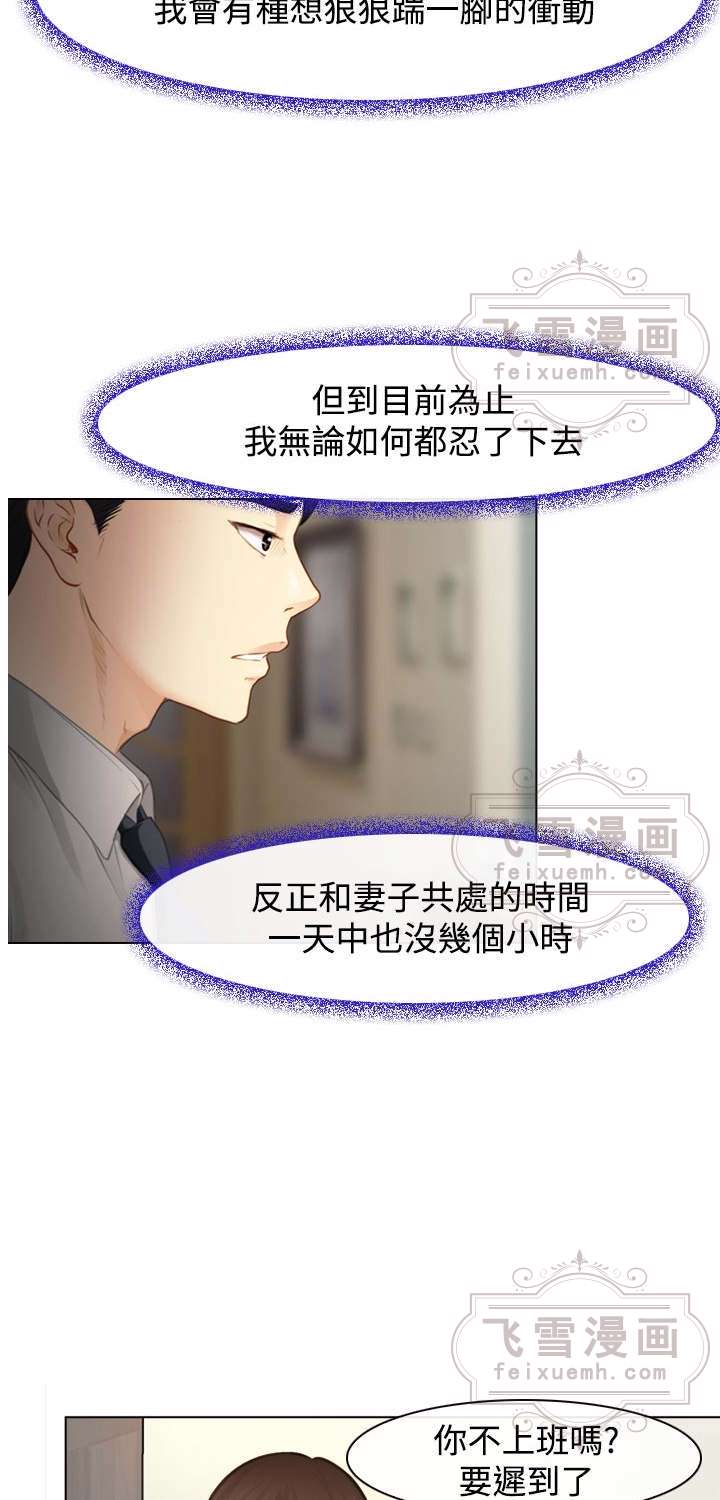 我會有種想狠狠踹一腳的衝動
飞雪漫画
feixuemh.com
但到目前為止
我無論如何都忍了下去
飞雪漫画
feixuemh.com
反正和妻子共處的時間
一天中也沒幾個小時
飞雪漫画
feixuemh.com
你不上班嗎?
要遲到了